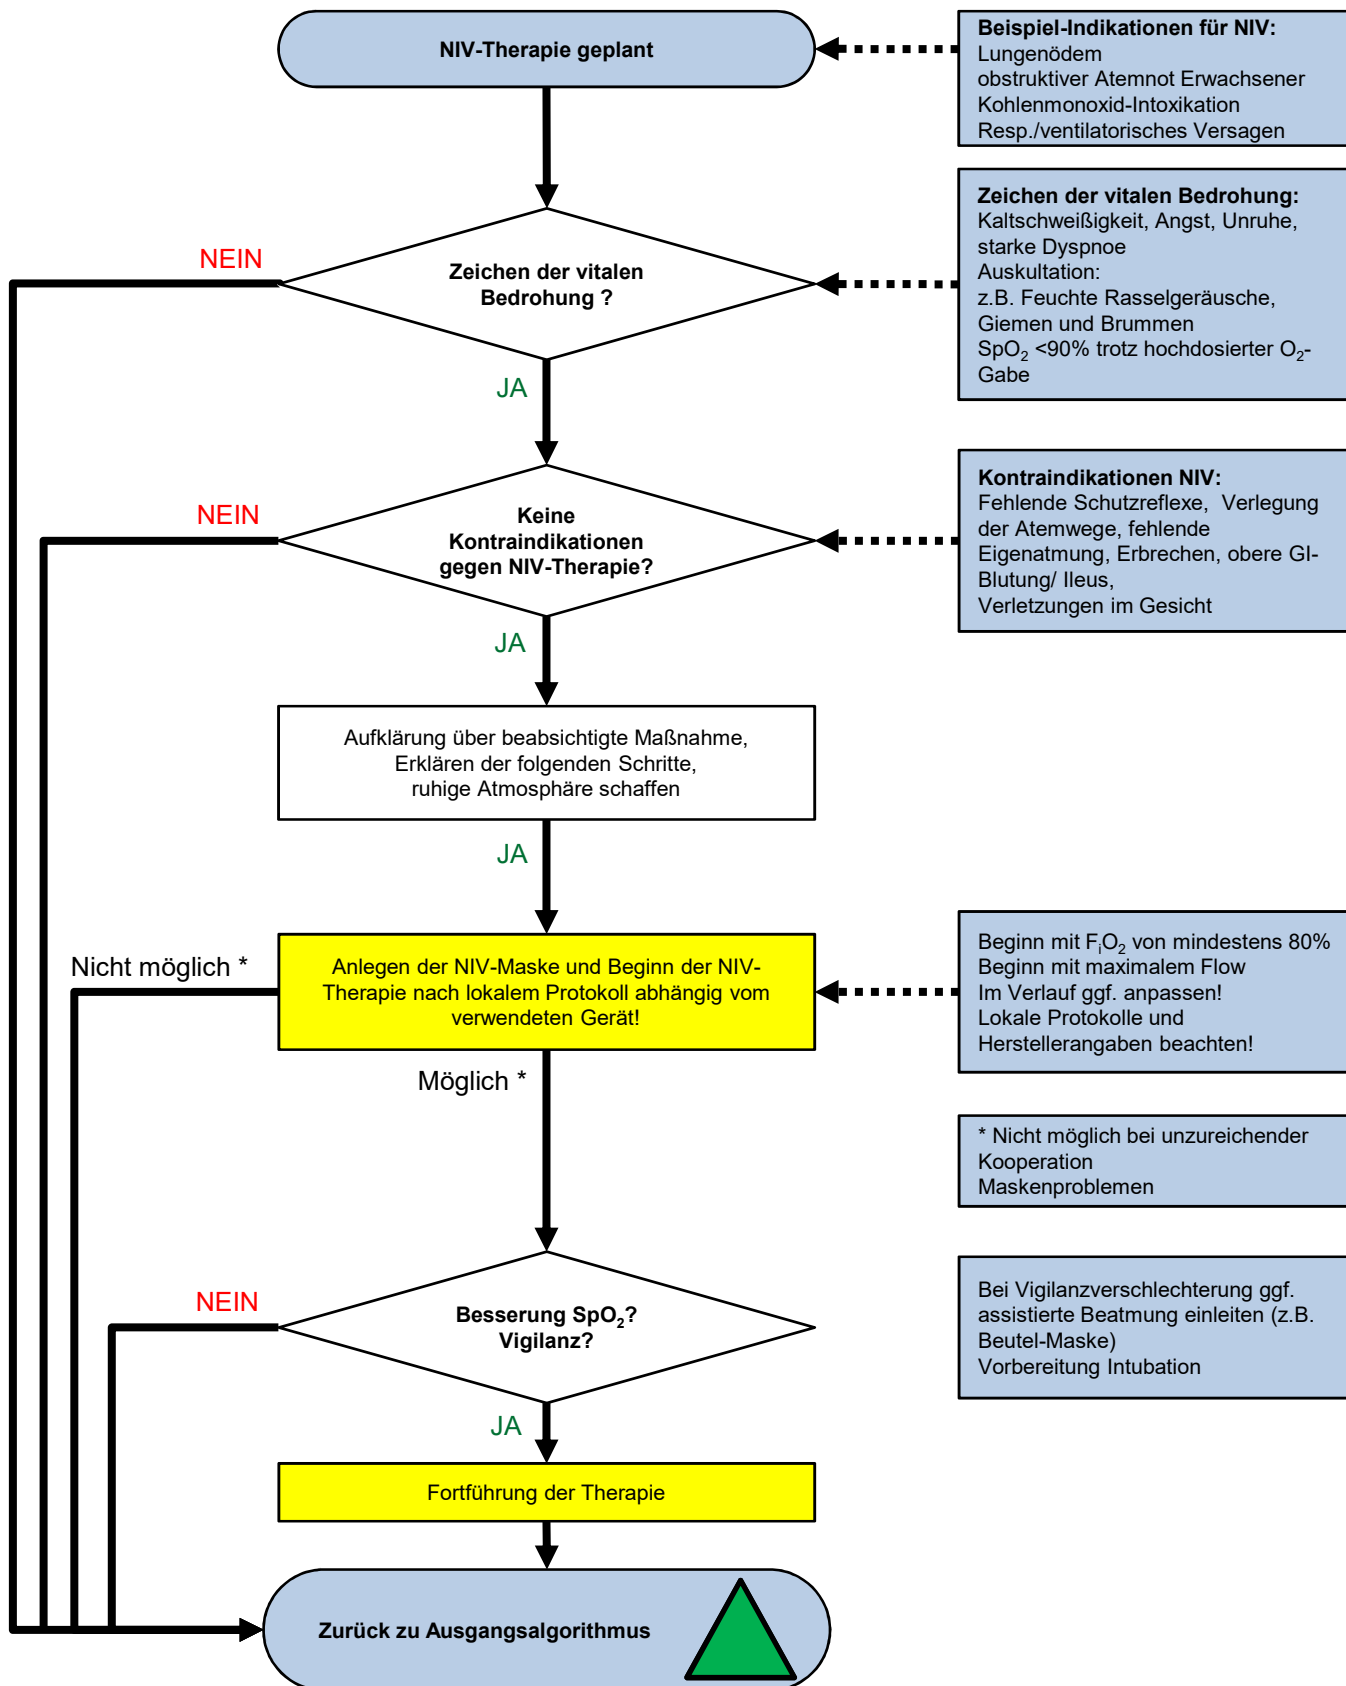 NIV-Therapie geplant
Beispiel-Indikationen für NIV:
Lungenödem
obstruktiver Atemnot Erwachsener
Kohlenmonoxid-Intoxikation
Resp./ventilatorisches Versagen
Zeichen der vitalen Bedrohung:
Kaltschweißigkeit, Angst, Unruhe,
starke Dyspnoe
Auskultation:
z.B. Feuchte Rasselgeräusche,
Giemen und Brummen
SpO₂ <90% trotz hochdosierter O₂-
Gabe
NEIN
Zeichen der vitalen
Bedrohung ?
JA
Kontraindikationen NIV:
Fehlende Schutzreflexe, Verlegung
der Atemwege, fehlende
Eigenatmung, Erbrechen, obere GI-
Blutung/ Ileus,
Verletzungen im Gesicht
NEIN
Keine
Kontraindikationen
gegen NIV-Therapie?
JA
Aufklärung über beabsichtigte Maßnahme,
Erklären der folgenden Schritte,
ruhige Atmosphäre schaffen
JA
Nicht möglich *
Anlegen der NIV-Maske und Beginn der NIV-
Therapie nach lokalem Protokoll abhängig vom
verwendeten Gerät!
Beginn mit FᵢO₂ von mindestens 80%
Beginn mit maximalem Flow
Im Verlauf ggf. anpassen!
Lokale Protokolle und
Herstellerangaben beachten!
Möglich *
* Nicht möglich bei unzureichender
Kooperation
Maskenproblemen
NEIN
Besserung SpO₂?
Vigilanz?
Bei Vigilanzverschlechterung ggf.
assistierte Beatmung einleiten (z.B.
Beutel-Maske)
Vorbereitung Intubation
JA
Fortführung der Therapie
Zurück zu Ausgangsalgorithmus